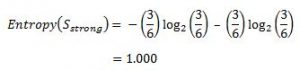 Entropy(S_strong) = − (3/6) log₂ (3/6) − (3/6) log₂ (3/6)
= 1.000